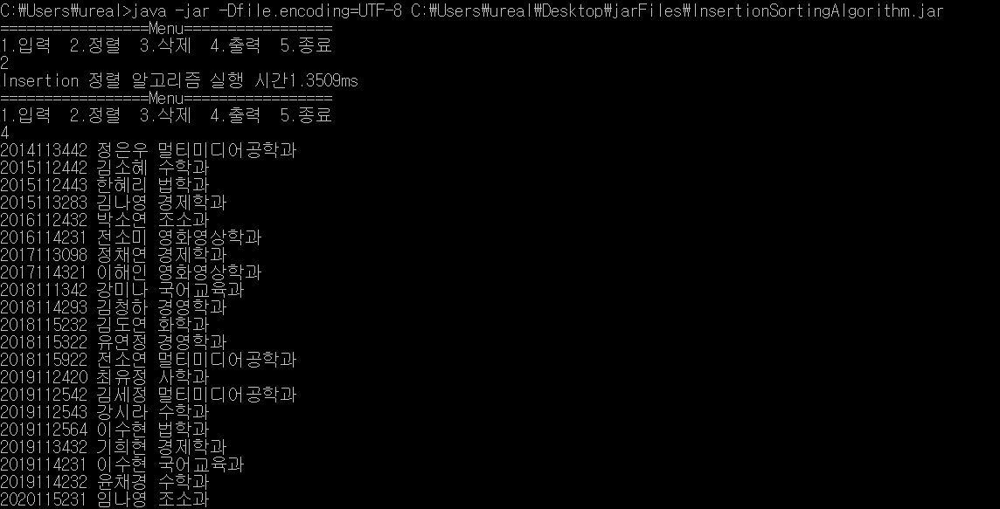 C:₩Users₩ureal>java -jar -Dfile.encoding=UTF-8 C:₩Users₩ureal₩Desktop₩jarFiles₩InsertionSortingAlgorithm.jar
=================Menu=================
1.입력  2.정렬  3.삭제  4.출력  5.종료
2
Insertion 정렬 알고리즘 실행 시간1.3509ms
=================Menu=================
1.입력  2.정렬  3.삭제  4.출력  5.종료
4
2014113442 정은우 멀티미디어공학과
2015112442 김소혜 수학과
2015112443 한혜리 법학과
2015113283 김나영 경제학과
2016112432 박소연 조소과
2016114231 전소미 영화영상학과
2017113098 정채연 경제학과
2017114321 이해인 영화영상학과
2018111342 강미나 국어교육과
2018114293 김청하 경영학과
2018115232 김도연 화학과
2018115322 유연정 경영학과
2018115922 전소연 멀티미디어공학과
2019112420 최유정 사학과
2019112542 김세정 멀티미디어공학과
2019112543 강시라 수학과
2019112564 이수현 법학과
2019113432 기희현 경제학과
2019114231 이수현 국어교육과
2019114232 윤채경 수학과
2020115231 임나영 조소과